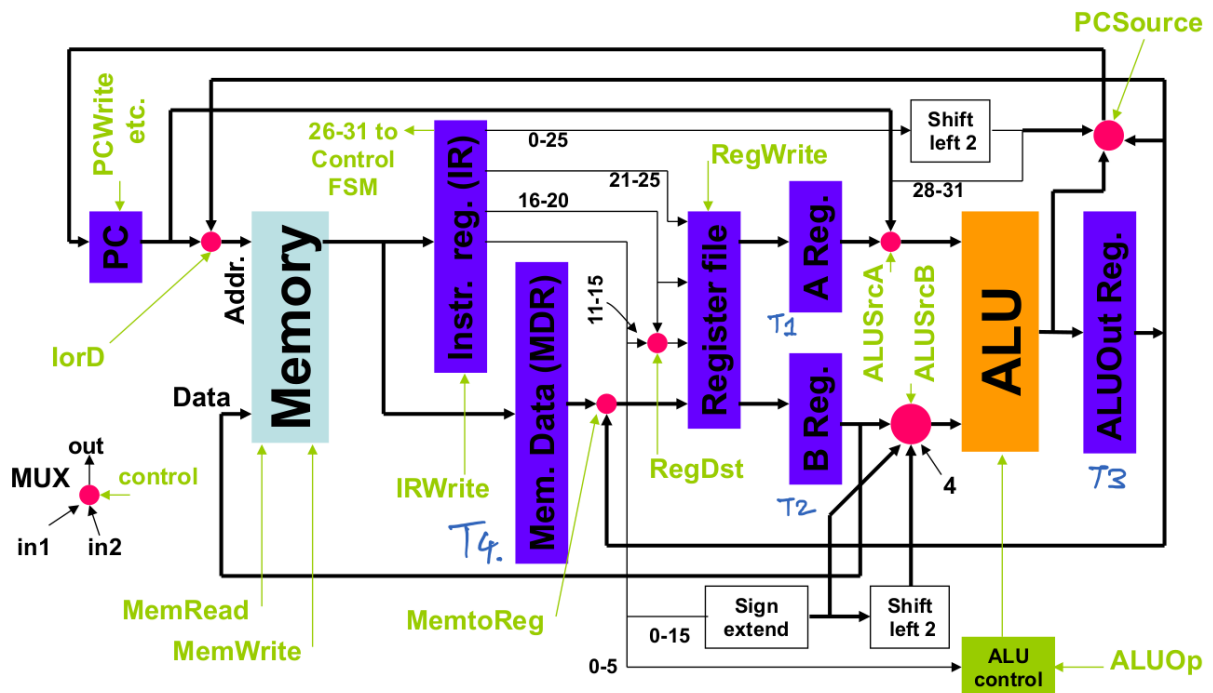 PCSource
PCWrite
etc.
26-31 to
Control
FSM
0-25
Shift
left 2
RegWrite
28-31
21-25
16-20
PC
Addr.
Memory
Instr. reg. (IR)
11-15
Mem. Data (MDR)
Register file
A Reg.
T1
ALUSrcA
ALUSrcB
ALU
ALUOut Reg.
T3
IorD
Data
B Reg.
T2
4
out
MUX
control
in1
in2
IRWrite
T4.
RegDst
MemRead
MemWrite
MemtoReg
0-15
Sign
extend
Shift
left 2
0-5
ALU
control
ALUOp